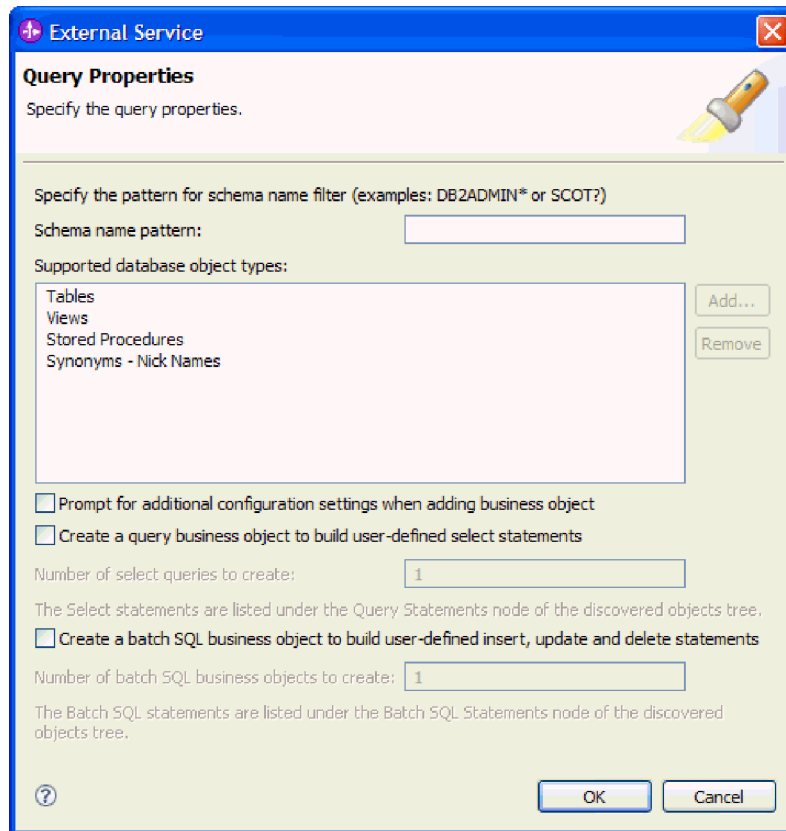 External Service
Query Properties
Specify the query properties.
Specify the pattern for schema name filter (examples: DB2ADMIN* or SCOT?)
Schema name pattern:
Supported database object types:
Tables
Views
Stored Procedures
Synonyms - Nick Names
Add...
Remove
Prompt for additional configuration settings when adding business object
Create a query business object to build user-defined select statements
Number of select queries to create: 1
The Select statements are listed under the Query Statements node of the discovered objects tree.
Create a batch SQL business object to build user-defined insert, update and delete statements
Number of batch SQL business objects to create: 1
The Batch SQL statements are listed under the Batch SQL Statements node of the discovered
objects tree.
? OK Cancel